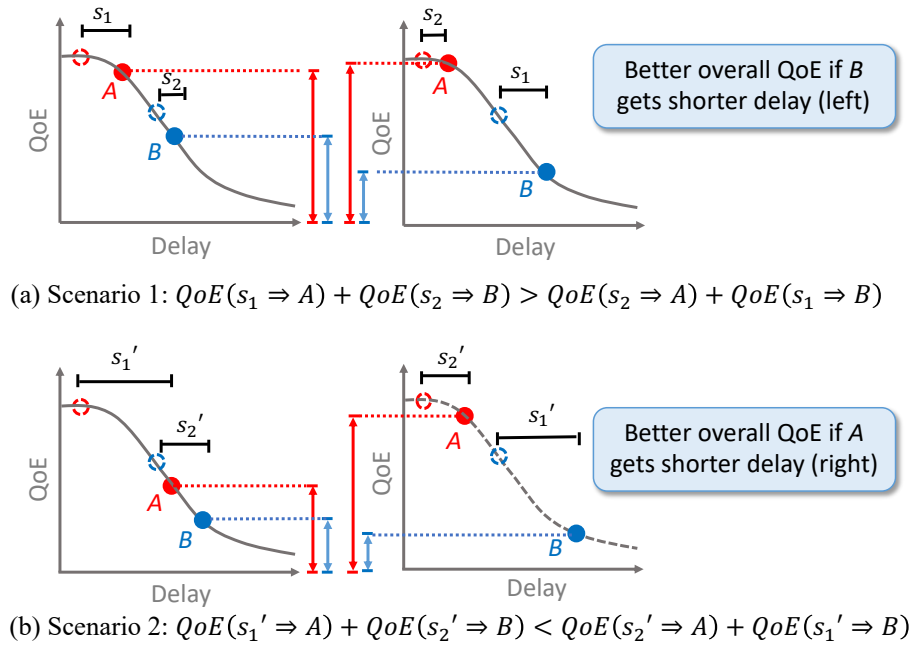 s₁
s₂
A
B
QoE
Delay
s₂
s₁
A
B
QoE
Delay
Better overall QoE if B
gets shorter delay (left)
(a) Scenario 1: QoE(s₁ ⇒ A) + QoE(s₂ ⇒ B) > QoE(s₂ ⇒ A) + QoE(s₁ ⇒ B)
s₁′
s₂′
A
B
QoE
Delay
s₂′
s₁′
A
B
QoE
Delay
Better overall QoE if A
gets shorter delay (right)
(b) Scenario 2: QoE(s₁′ ⇒ A) + QoE(s₂′ ⇒ B) < QoE(s₂′ ⇒ A) + QoE(s₁′ ⇒ B)